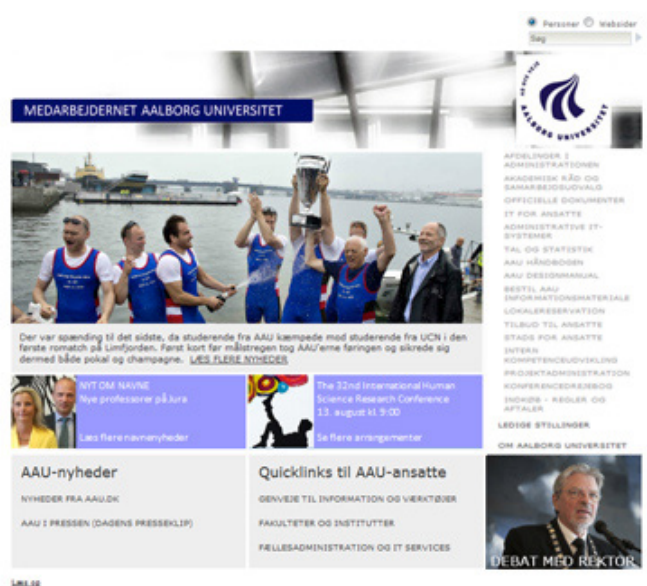 Personer Websider
Søg
MEDARBEJDERNET AALBORG UNIVERSITET
PÅ NYE VEJE
AALBORG UNIVERSITET
AFDELINGER I
ADMINISTRATIONEN
AKADEMISK RÅD OG
SAMARBEJDSUDVALG
OFFICIELLE DOKUMENTER
IT FOR ANSATTE
ADMINISTRATIVE IT-
SYSTEMER
TAL OG STATISTIK
AAU HÅNDBOGEN
AAU DESIGNMANUAL
BESTIL AAU
INFORMATIONSMATERIALE
LOKALERESERVATION
TILBUD TIL ANSATTE
STADS FOR ANSATTE
INTERN
KOMPETENCEUDVIKLING
PROJEKTADMINISTRATION
KONFERENCEDREJEBOG
INDKØB - REGLER OG
AFTALER
LEDIGE STILLINGER
OM AALBORG UNIVERSITET
Der var spænding til det sidste, da studerende fra AAU kæmpede mod studerende fra UCN i den
første romatch på Limfjorden. Først kort før målstregen tog AAU'erne føringen og sikrede sig
dermed både pokal og champagne. LÆS FLERE NYHEDER
NYT OM NAVNE
Nye professorer på Jura
Læs flere navnenyheder
The 32nd International Human
Science Research Conference
13. august kl. 9:00
Se flere arrangementer
AAU-nyheder
NYHEDER FRA AAU.DK
AAU I PRESSEN (DAGENS PRESSEKLIP)
Quicklinks til AAU-ansatte
GENVEJE TIL INFORMATION OG VÆRKTØJER
FAKULTETER OG INSTITUTTER
FÆLLESADMINISTRATION OG IT SERVICES
DEBAT MED REKTOR
Læs op